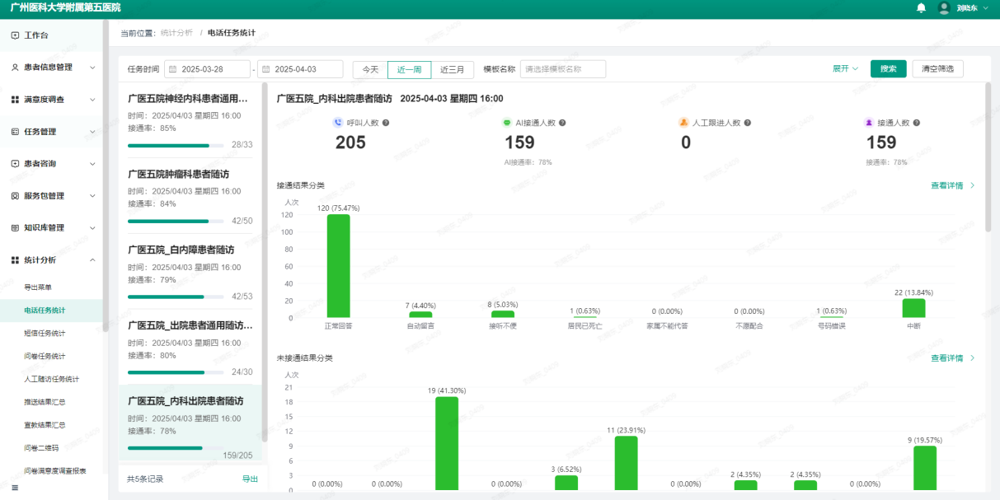 广州医科大学附属第五医院
刘晓东
工作台
患者信息管理
满意度调查
任务管理
患者咨询
服务包管理
知识库管理
统计分析
导出菜单
电话任务统计
短信任务统计
问卷任务统计
人工随访任务统计
推送结果汇总
宣教结果汇总
问卷二维码
问卷满意度调查报表
当前位置：统计分析 / 电话任务统计
任务时间 2025-03-28 - 2025-04-03 今天 近一周 近三月 模板名称 请选择模板名称 展开 搜索 清空筛选
广医五院神经内科患者通用...
时间：2025/04/03 星期四 16:00
接通率：85%
28/33
广医五院肿瘤科患者随访
时间：2025/04/03 星期四 16:00
接通率：84%
42/50
广医五院_白内障患者随访
时间：2025/04/03 星期四 16:00
接通率：79%
42/53
广医五院_出院患者通用随访...
时间：2025/04/03 星期四 16:00
接通率：80%
24/30
广医五院_内科出院患者随访
时间：2025/04/03 星期四 16:00
接通率：78%
159/205
共5条记录 导出
广医五院_内科出院患者随访 2025-04-03 星期四 16:00
呼叫人数 AI接通人数 人工跟进人数 接通人数
205 159 0 159
AI接通率：78% 接通率：78%
接通结果分类 查看详情
人次
120 100 80 60 40 20 0
120 (75.47%) 7 (4.40%) 8 (5.03%) 1 (0.63%) 0 (0.00%) 0 (0.00%) 1 (0.63%) 22 (13.84%)
正常回答 自动留言 接听不便 居民已死亡 家属不能代答 不愿配合 号码错误 中断
未接通结果分类 查看详情
人次
21 18 15 12 9 6 3 0
0 (0.00%) 0 (0.00%) 19 (41.30%) 0 (0.00%) 3 (6.52%) 11 (23.91%) 0 (0.00%) 2 (4.35%) 2 (4.35%) 0 (0.00%) 9 (19.57%)